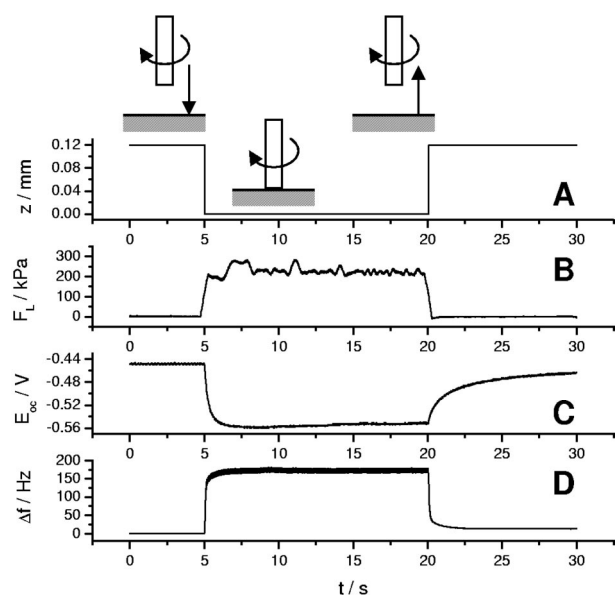 0.12
0.08
0.04
0.00
z / mm
A
0 5 10 15 20 25 30
300
200
100
0
F_L / kPa
B
0 5 10 15 20 25 30
-0.44
-0.48
-0.52
-0.56
E_oc / V
C
0 5 10 15 20 25 30
200
150
100
50
0
Δf / Hz
D
0 5 10 15 20 25 30
t / s